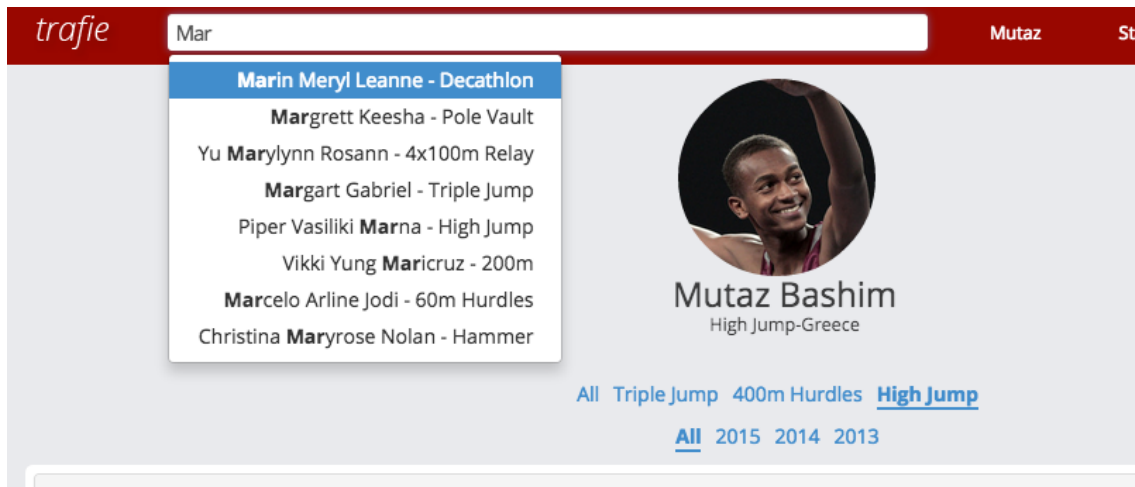 trafie Mar Mutaz St
Marin Meryl Leanne - Decathlon
Margrett Keesha - Pole Vault
Yu Marylynn Rosann - 4x100m Relay
Margart Gabriel - Triple Jump
Piper Vasiliki Marna - High Jump
Vikki Yung Maricruz - 200m
Marcelo Arline Jodi - 60m Hurdles
Christina Maryrose Nolan - Hammer
Mutaz Bashim
High Jump-Greece
All Triple Jump 400m Hurdles High Jump
All 2015 2014 2013